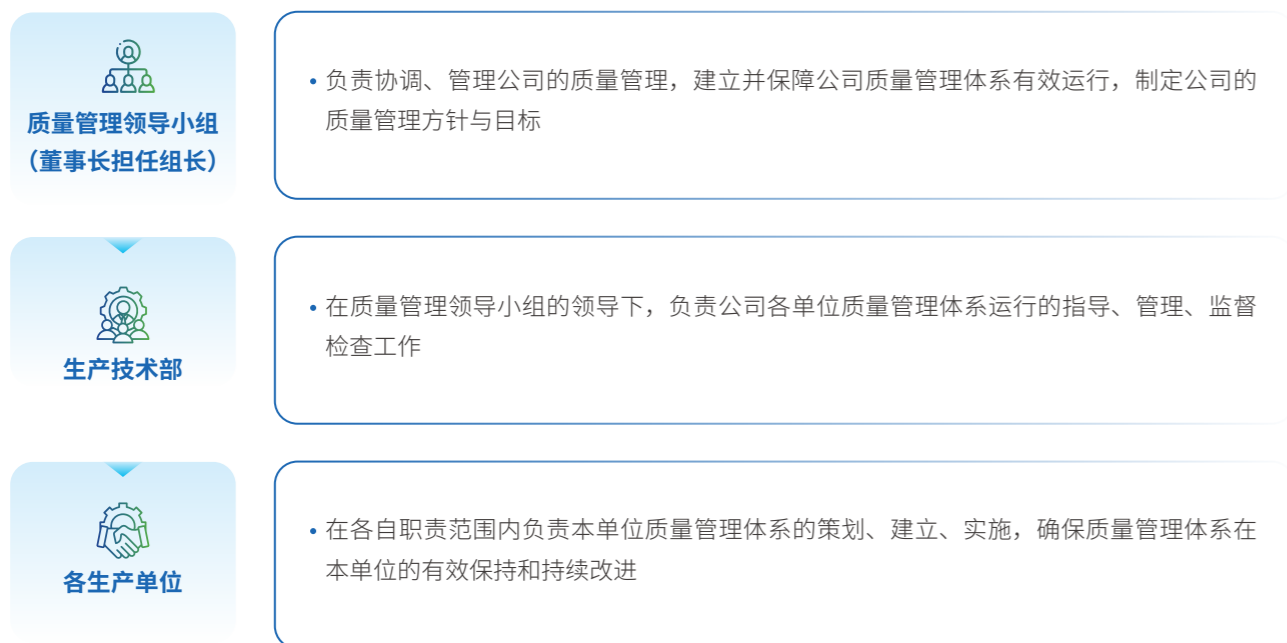 质量管理领导小组
（董事长担任组长）
• 负责协调、管理公司的质量管理，建立并保障公司质量管理体系有效运行，制定公司的
质量管理方针与目标
生产技术部
• 在质量管理领导小组的领导下，负责公司各单位质量管理体系运行的指导、管理、监督
检查工作
各生产单位
• 在各自职责范围内负责本单位质量管理体系的策划、建立、实施，确保质量管理体系在
本单位的有效保持和持续改进